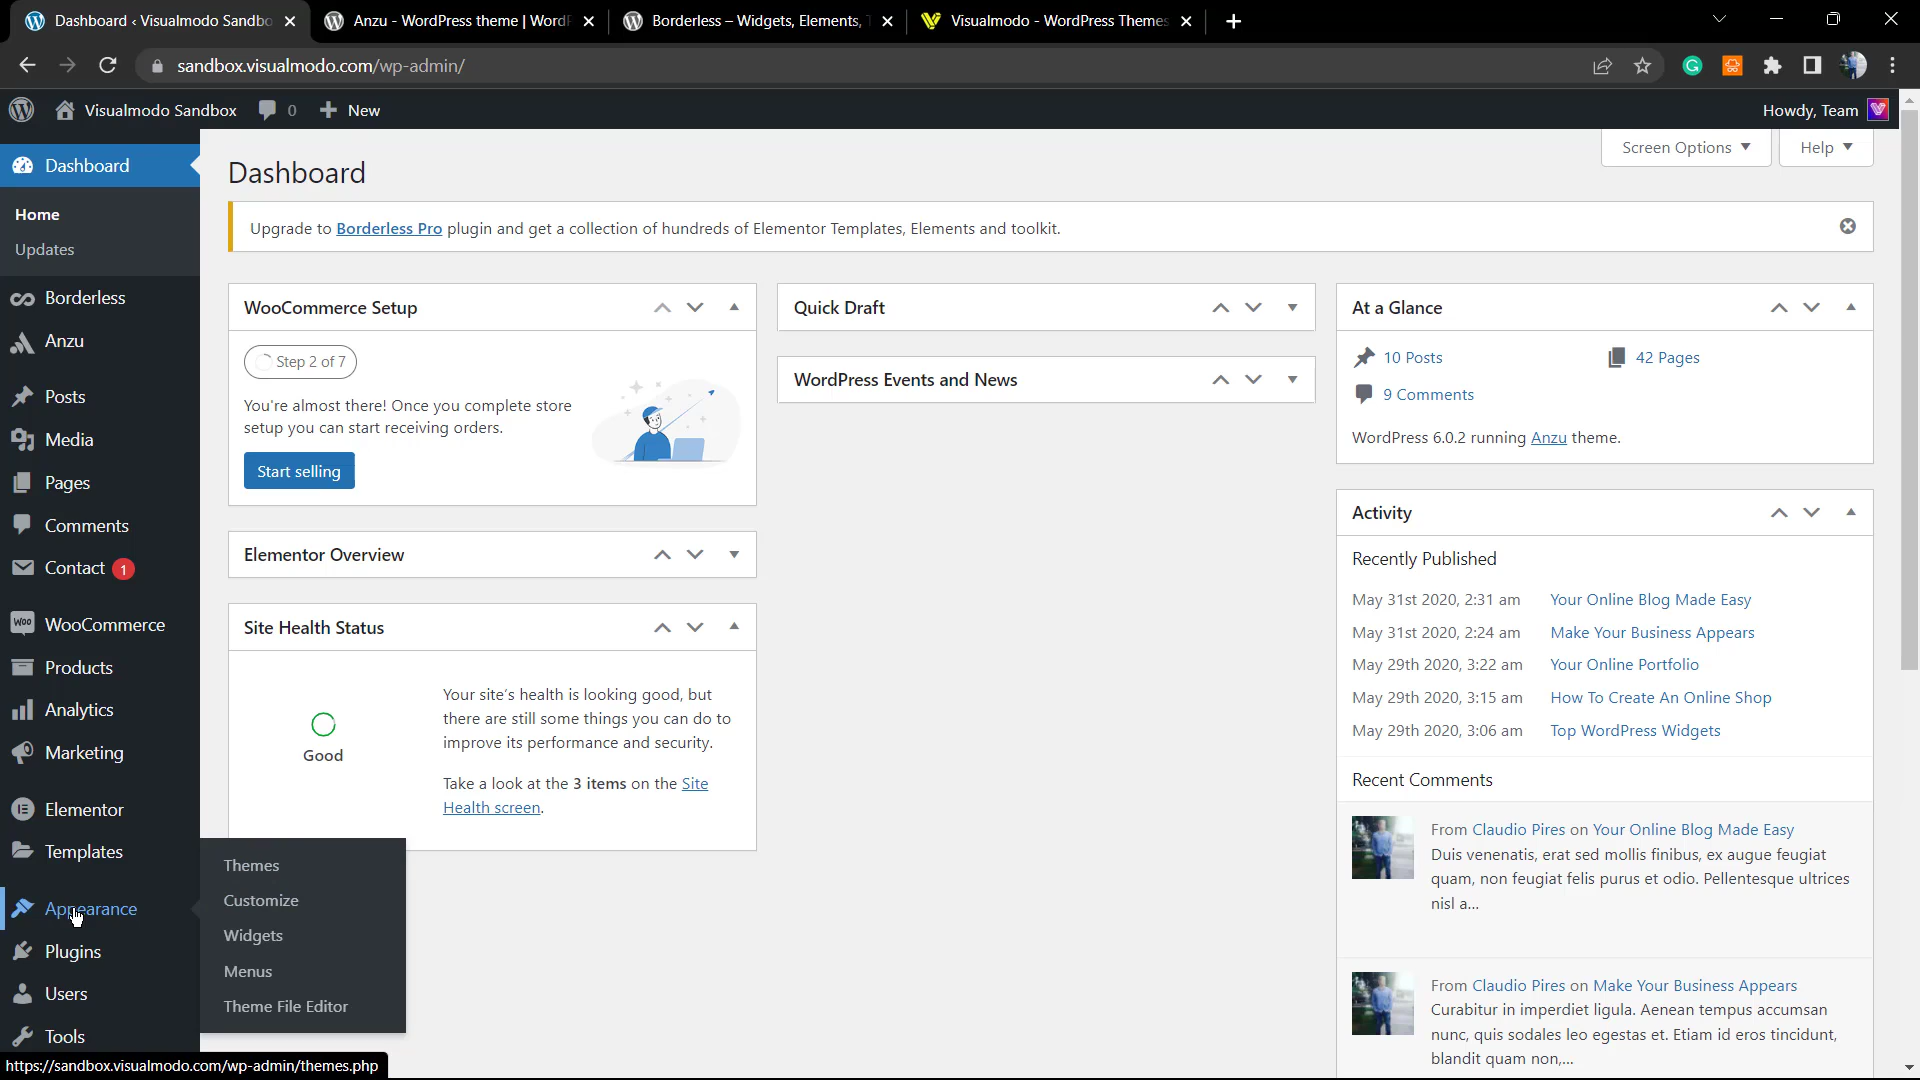 Dashboard ‹ Visualmodo Sandbo
Anzu - WordPress theme | Word
Borderless – Widgets, Elements,
Visualmodo - WordPress Themes
sandbox.visualmodo.com/wp-admin/
Visualmodo Sandbox
0
New
Howdy, Team
Dashboard
Home
Updates
Borderless
Anzu
Posts
Media
Pages
Comments
Contact 1
WooCommerce
Products
Analytics
Marketing
Elementor
Templates
Appearance
Plugins
Users
Tools
Themes
Customize
Widgets
Menus
Theme File Editor
https://sandbox.visualmodo.com/wp-admin/themes.php
Screen Options
Help
Dashboard
Upgrade to Borderless Pro plugin and get a collection of hundreds of Elementor Templates, Elements and toolkit.
WooCommerce Setup
Step 2 of 7
You're almost there! Once you complete store
setup you can start receiving orders.
Start selling
Elementor Overview
Site Health Status
Good
Your site's health is looking good, but
there are still some things you can do to
improve its performance and security.
Take a look at the 3 items on the Site
Health screen.
Quick Draft
WordPress Events and News
At a Glance
10 Posts
42 Pages
9 Comments
WordPress 6.0.2 running Anzu theme.
Activity
Recently Published
May 31st 2020, 2:31 am Your Online Blog Made Easy
May 31st 2020, 2:24 am Make Your Business Appears
May 29th 2020, 3:22 am Your Online Portfolio
May 29th 2020, 3:15 am How To Create An Online Shop
May 29th 2020, 3:06 am Top WordPress Widgets
Recent Comments
From Claudio Pires on Your Online Blog Made Easy
Duis venenatis, erat sed mollis finibus, ex augue feugiat
quam, non feugiat felis purus et odio. Pellentesque ultrices
nisl a...
From Claudio Pires on Make Your Business Appears
Curabitur in imperdiet ligula. Aenean tempus accumsan
nunc, quis sodales leo egestas et. Etiam id eros tincidunt,
blandit quam non,...